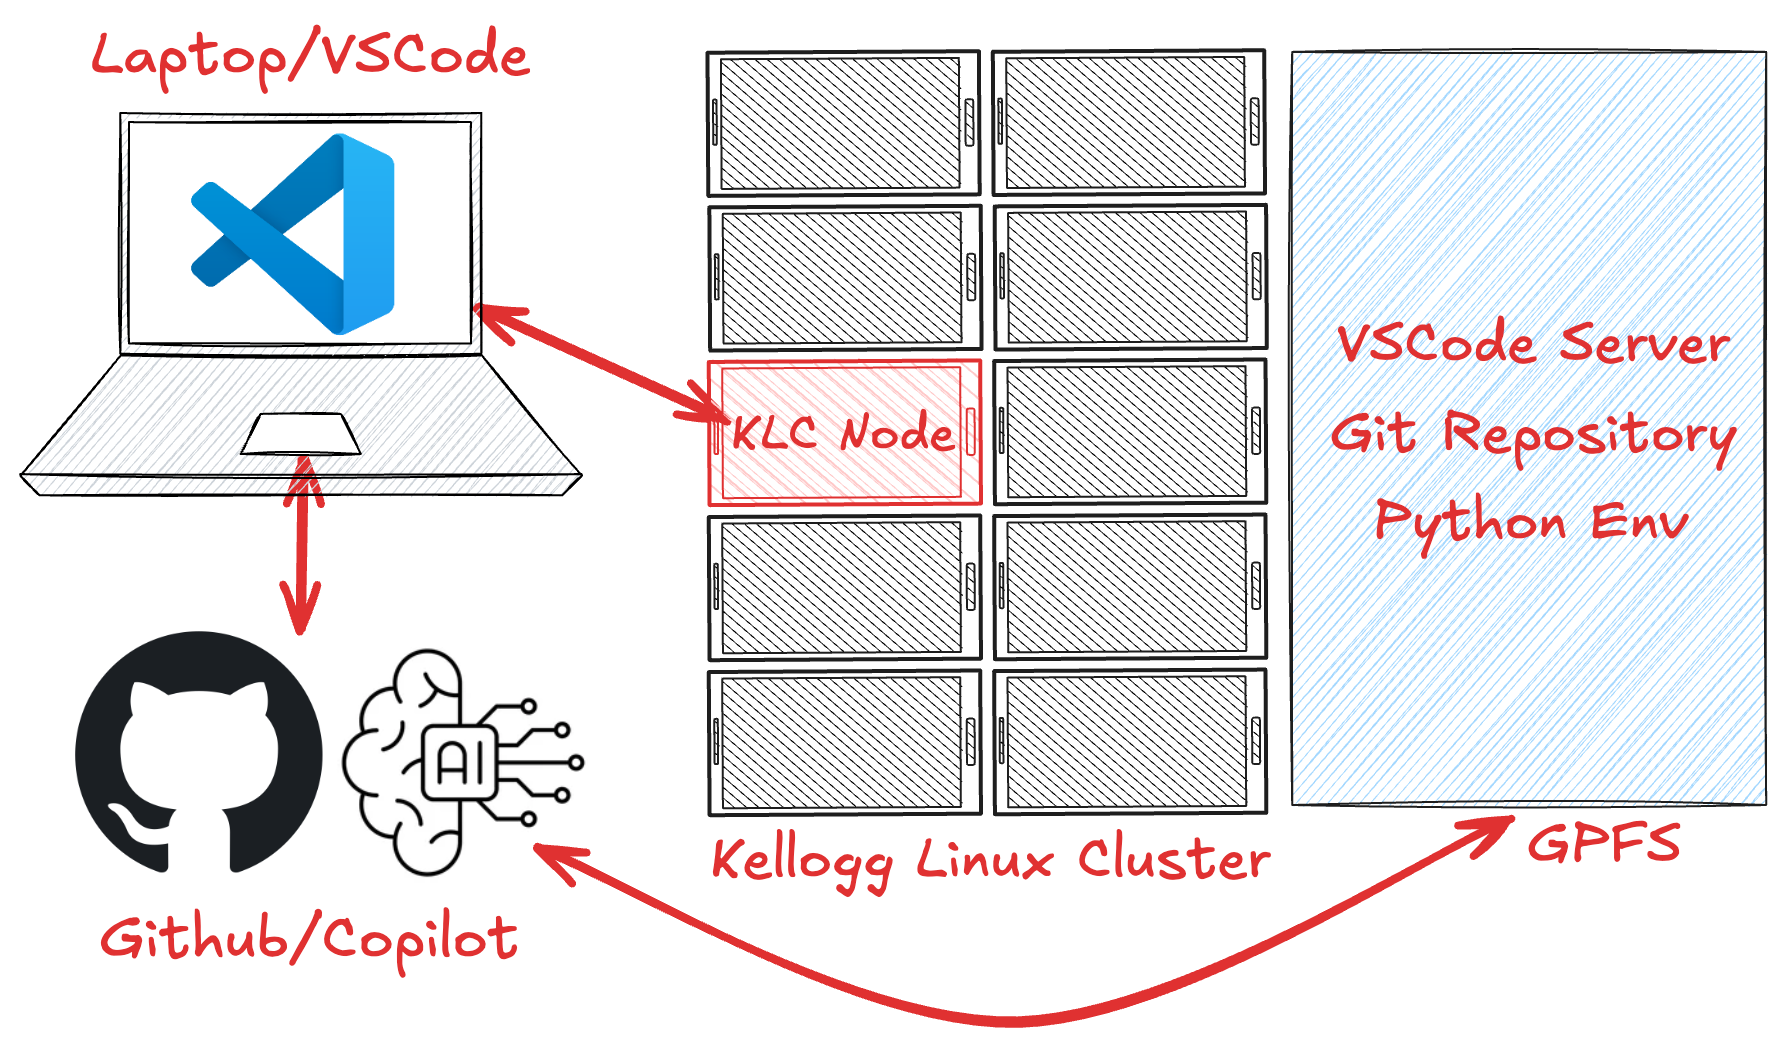 Laptop/VSCode
KLC Node
VSCode Server
Git Repository
Python Env
AI
Kellogg Linux Cluster
GPFS
Github/Copilot